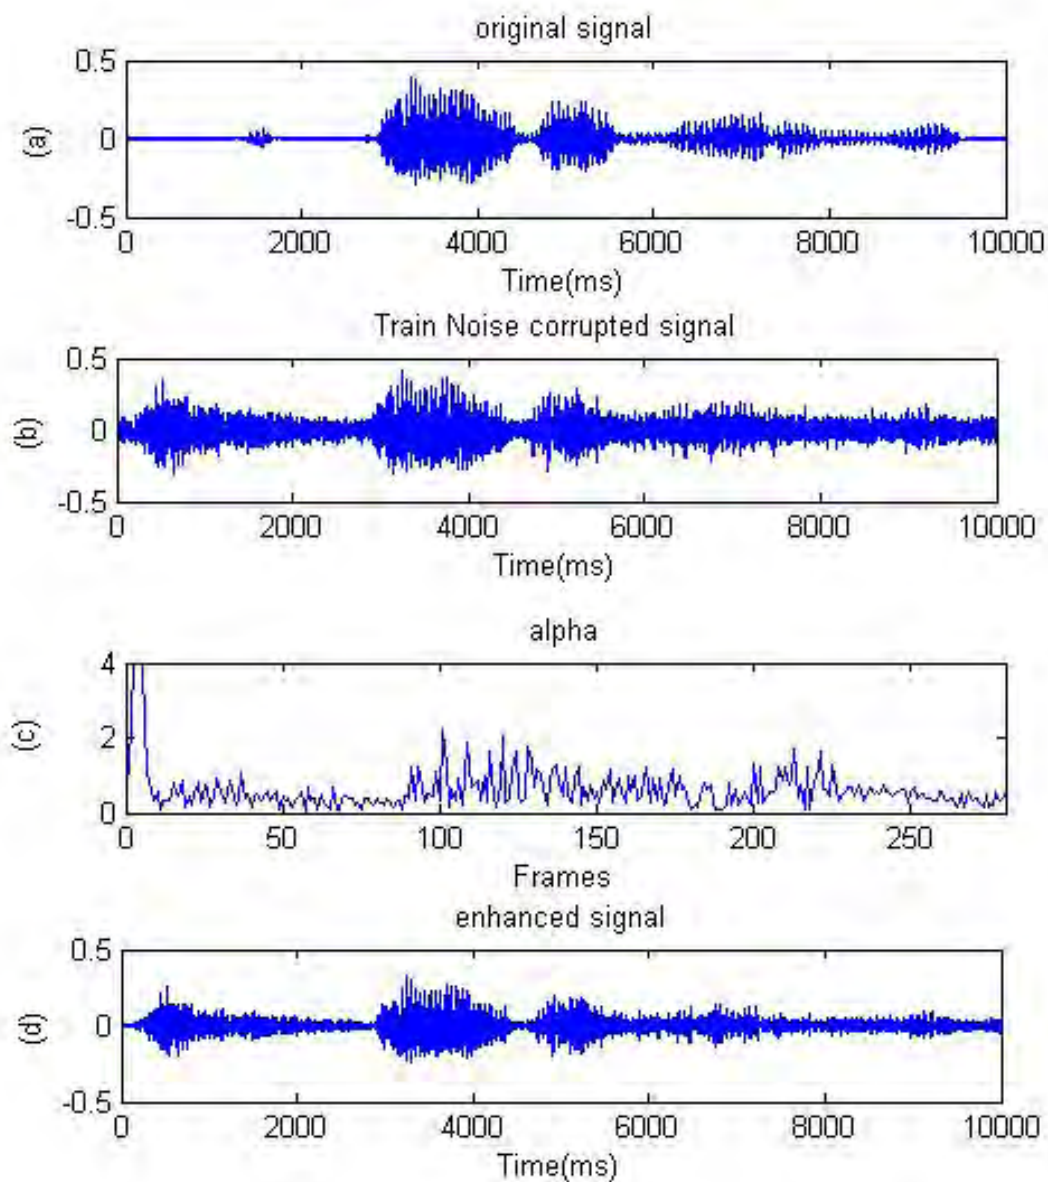 original signal
0.5
0
-0.5
(a)
0 2000 4000 6000 8000 10000
Time(ms)
Train Noise corrupted signal
0.5
0
-0.5
(b)
0 2000 4000 6000 8000 10000
Time(ms)
alpha
4
2
0
(c)
0 50 100 150 200 250
Frames
enhanced signal
0.5
0
-0.5
(d)
0 2000 4000 6000 8000 10000
Time(ms)